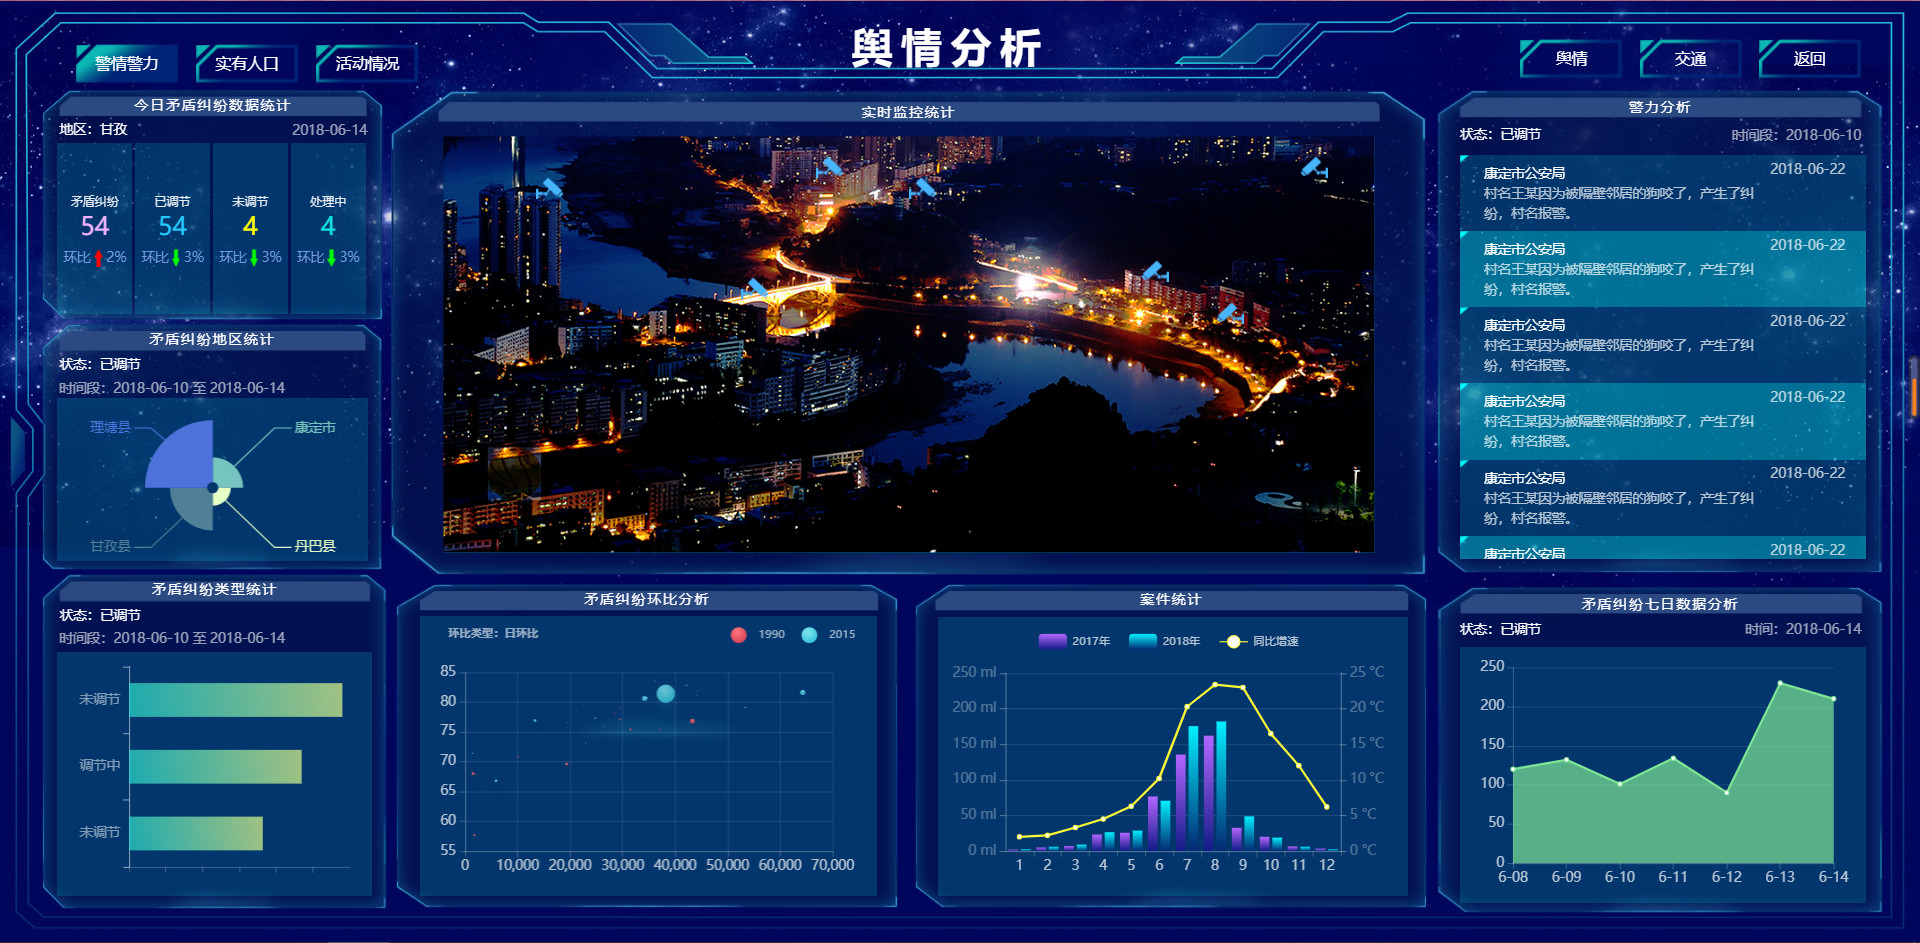 舆情分析
警情警力
实有人口
活动情况
舆情
交通
返回
今日矛盾纠纷数据统计
地区：甘孜
2018-06-14
矛盾纠纷
54
环比2%
已调节
54
环比3%
未调节
4
环比3%
处理中
4
环比3%
矛盾纠纷地区统计
状态：已调节
时间段：2018-06-10 至 2018-06-14
理塘县
康定市
甘孜县
丹巴县
矛盾纠纷类型统计
状态：已调节
时间段：2018-06-10 至 2018-06-14
未调节
调节中
未调节
实时监控统计
矛盾纠纷环比分析
环比类型：日环比
1990
2015
85
80
75
70
65
60
55
0 10,000 20,000 30,000 40,000 50,000 60,000 70,000
案件统计
2017年
2018年
同比增速
250 ml
200 ml
150 ml
100 ml
50 ml
0 ml
25 °C
20 °C
15 °C
10 °C
5 °C
0 °C
1 2 3 4 5 6 7 8 9 10 11 12
警力分析
状态：已调节
时间段：2018-06-10
康定市公安局
2018-06-22
村名王某因为被隔壁邻居的狗咬了，产生了纠
纷，村名报警。
康定市公安局
2018-06-22
村名王某因为被隔壁邻居的狗咬了，产生了纠
纷，村名报警。
康定市公安局
2018-06-22
村名王某因为被隔壁邻居的狗咬了，产生了纠
纷，村名报警。
康定市公安局
2018-06-22
村名王某因为被隔壁邻居的狗咬了，产生了纠
纷，村名报警。
康定市公安局
2018-06-22
村名王某因为被隔壁邻居的狗咬了，产生了纠
纷，村名报警。
康定市公安局
2018-06-22
矛盾纠纷七日数据分析
状态：已调节
时间：2018-06-14
250
200
150
100
50
0
6-08 6-09 6-10 6-11 6-12 6-13 6-14